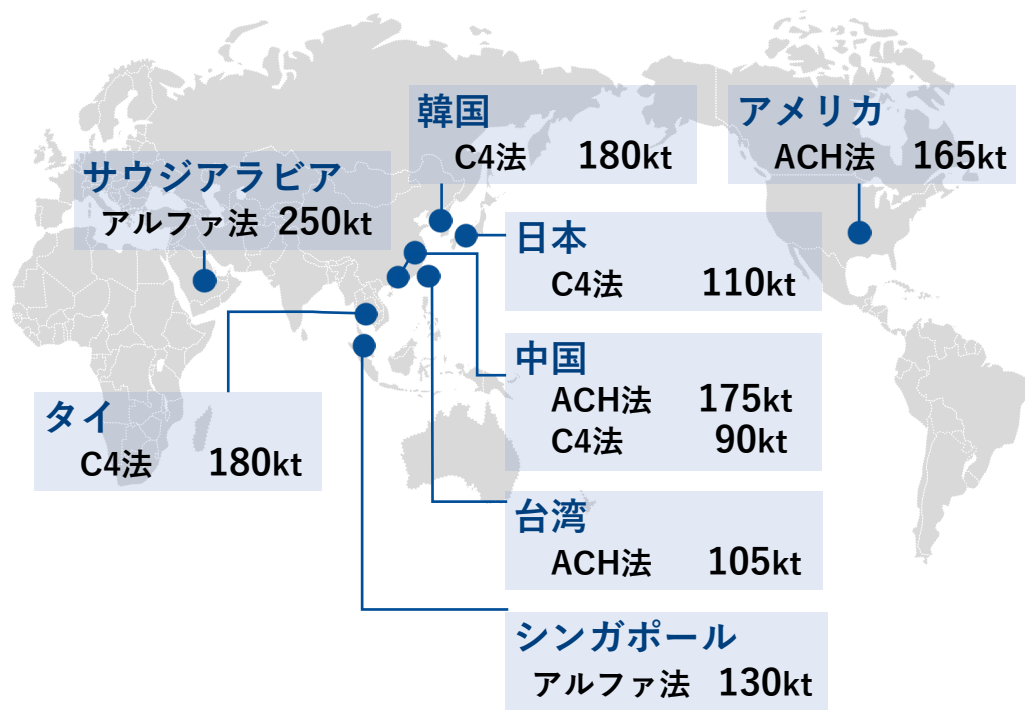 韓国
C4法 180kt
アメリカ
ACH法 165kt
サウジアラビア
アルファ法 250kt
日本
C4法 110kt
中国
ACH法 175kt
C4法 90kt
タイ
C4法 180kt
台湾
ACH法 105kt
シンガポール
アルファ法 130kt